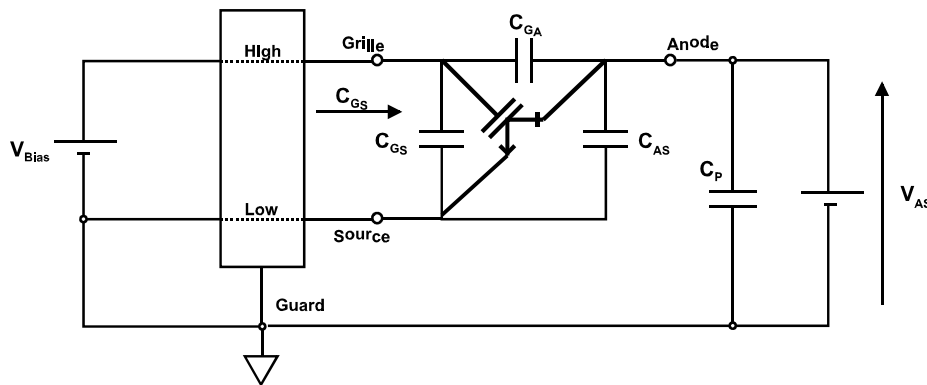 C_GA
HIgh
Grille
Anode
C_GS
V_Bias
C_GS
C_AS
C_P
V_AS
Low
Source
Guard